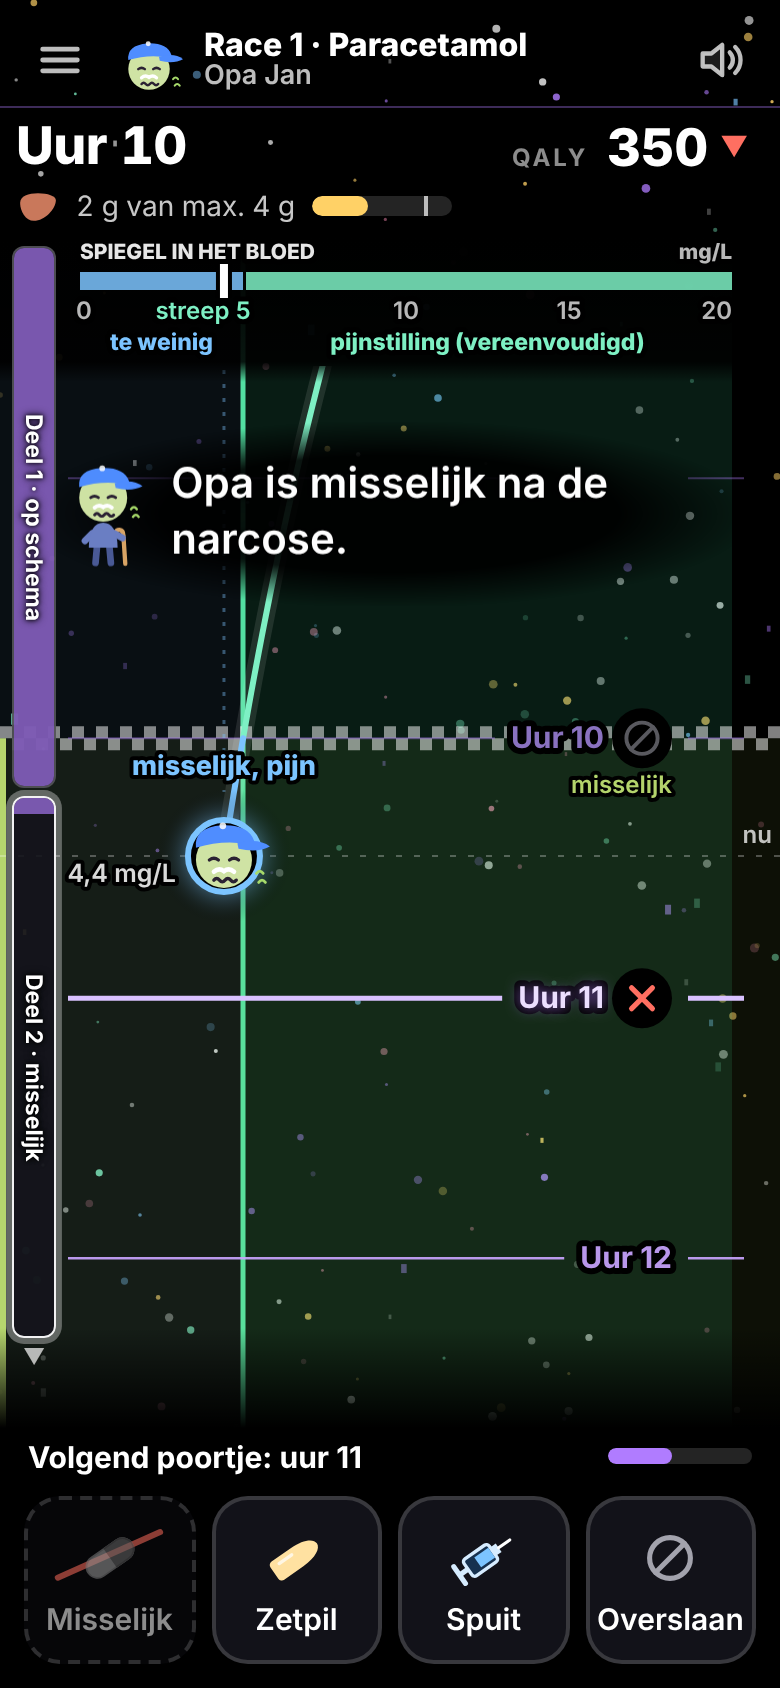 Race 1 · Paracetamol
Opa Jan
Uur 10
QALY 350
2 g van max. 4 g
SPIEGEL IN HET BLOED
mg/L
0
streep 5
10
15
20
te weinig
pijnstilling (vereenvoudigd)
Deel 1 · op schema
Opa is misselijk na de
narcose.
Uur 10
misselijk, pijn
misselijk
nu
4,4 mg/L
Uur 11
Deel 2 · misselijk
Uur 12
Volgend poortje: uur 11
Misselijk
Zetpil
Spuit
Overslaan